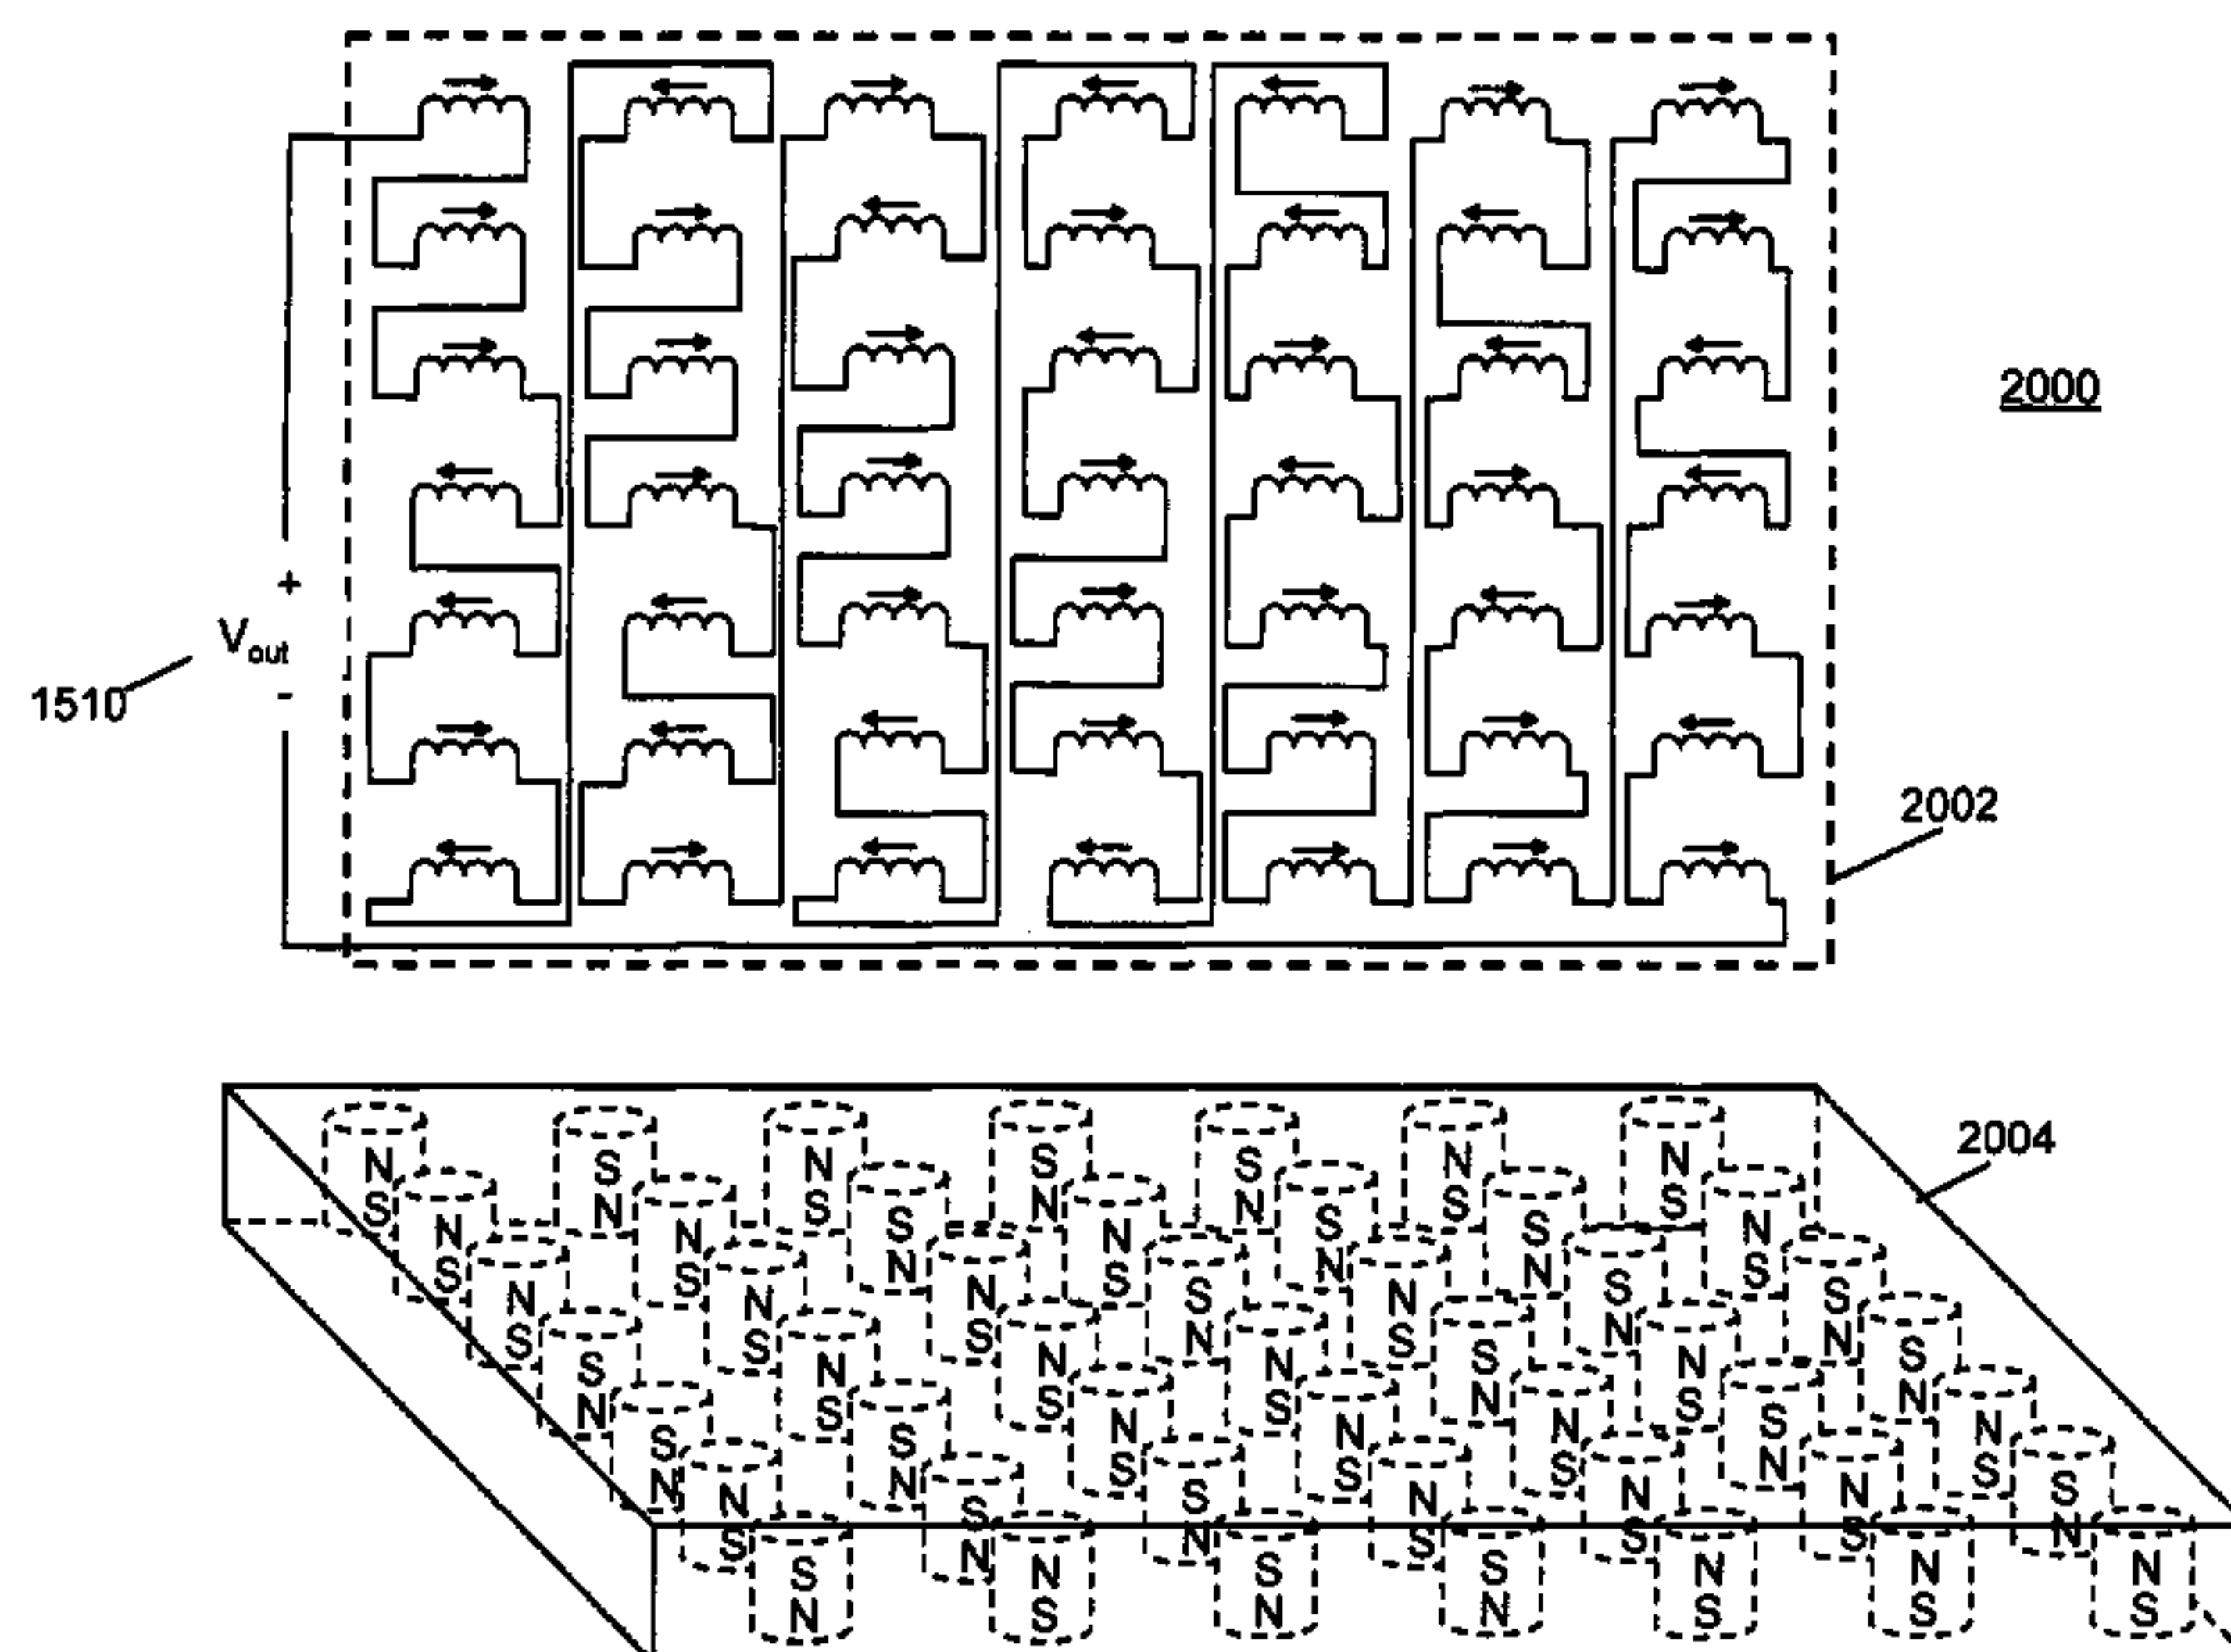 2000
+
Vout
-
1510
2002
2004
N S N S S N N
S N S N N S S
N N S N S S N
S S N S N N S
N N N S N S S
S S S N S N N
S N N N S N S
N S S S N S N
S S N N N S N
N N S S S N S
N S S N N N S
S N N S S S N
S N S S N N N
N S N N S S S